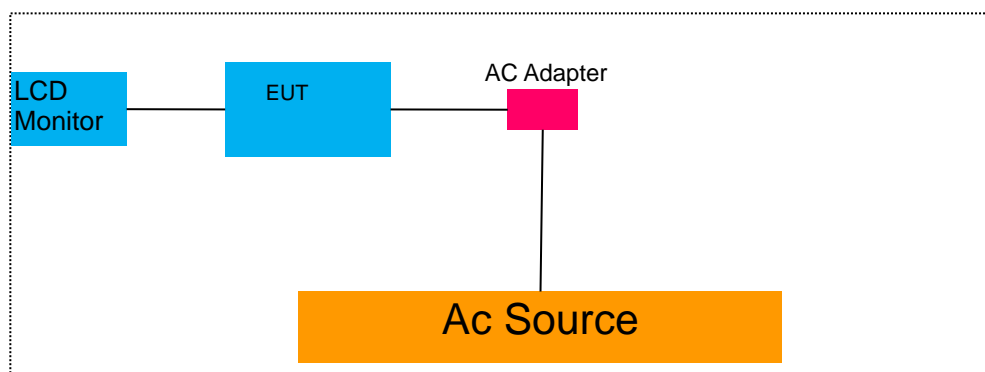 AC Adapter
LCD
Monitor
EUT
Ac Source